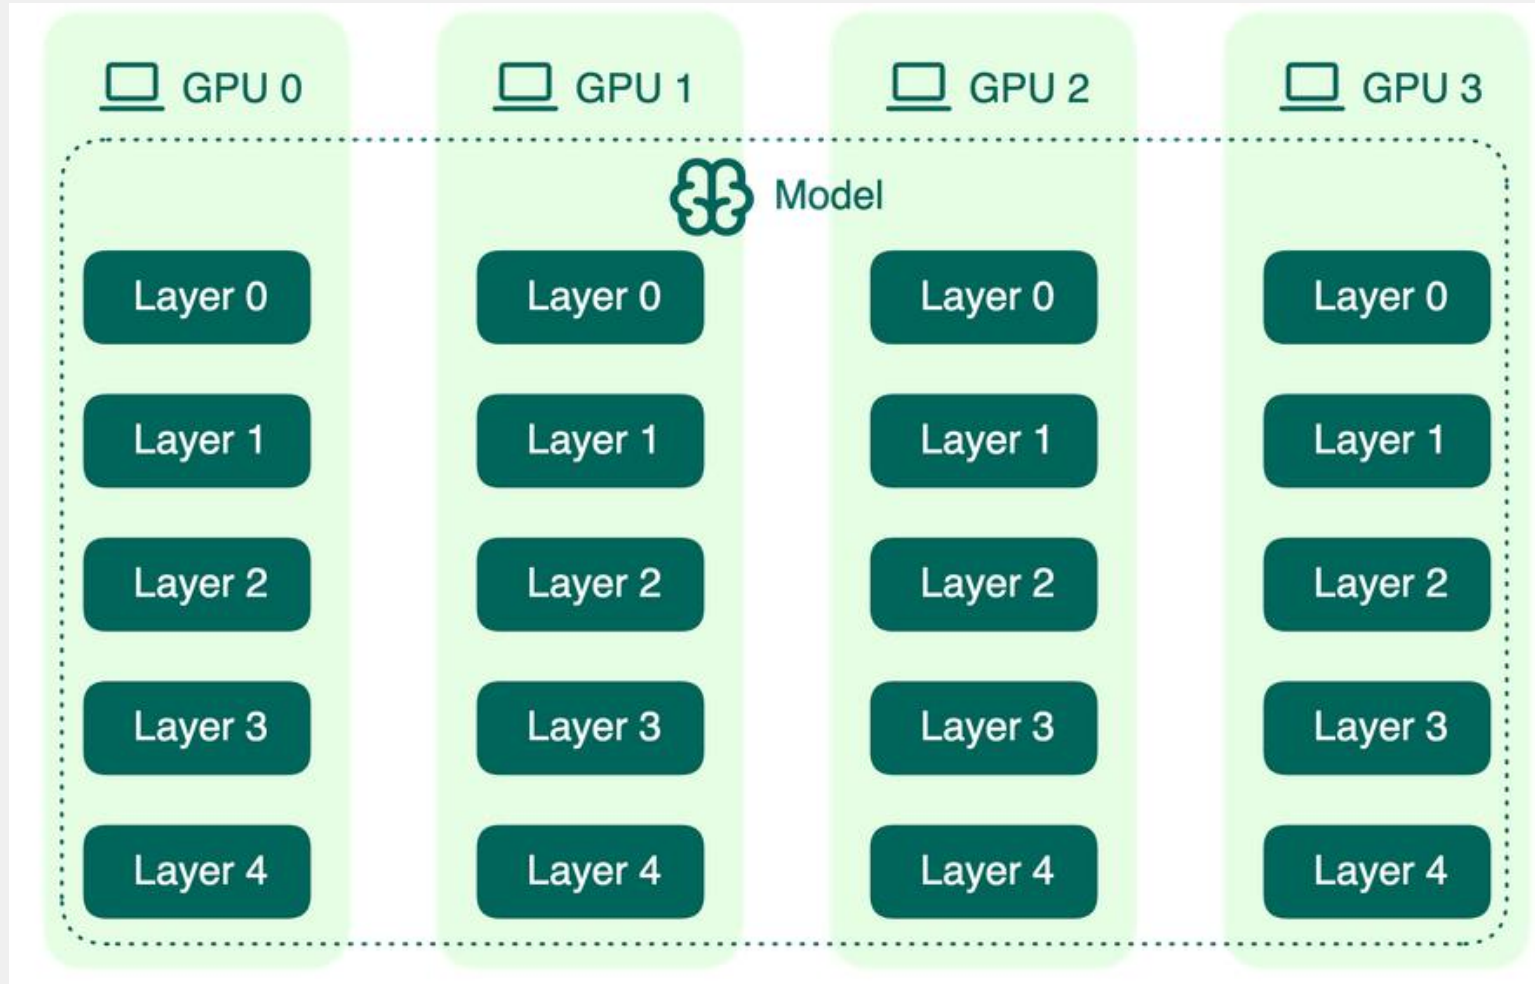 GPU 0 GPU 1 GPU 2 GPU 3
Model
Layer 0 Layer 0 Layer 0 Layer 0
Layer 1 Layer 1 Layer 1 Layer 1
Layer 2 Layer 2 Layer 2 Layer 2
Layer 3 Layer 3 Layer 3 Layer 3
Layer 4 Layer 4 Layer 4 Layer 4